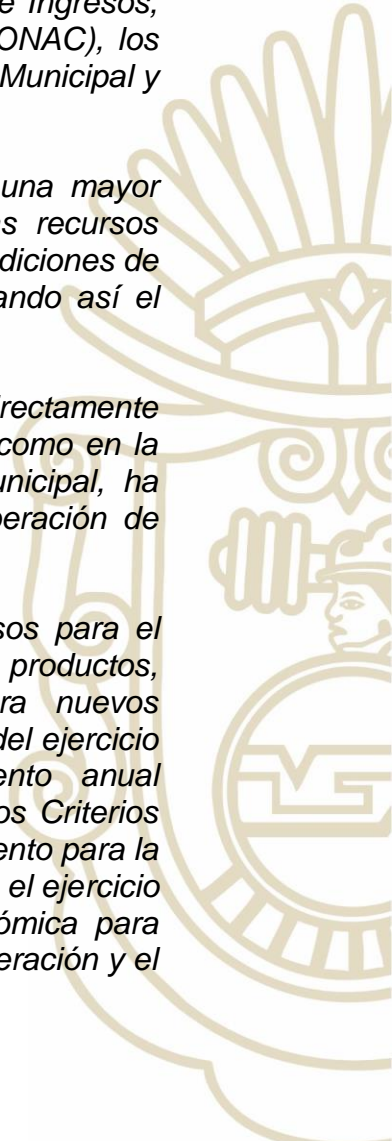 e Ingresos,
ONAC), los
Municipal y
una mayor
s recursos
diciones de
ando así el
irectamente
como en la
unicipal, ha
peración de
sos para el
productos,
ra nuevos
del ejercicio
ento anual
os Criterios
ento para la
el ejercicio
ómica para
eración y el